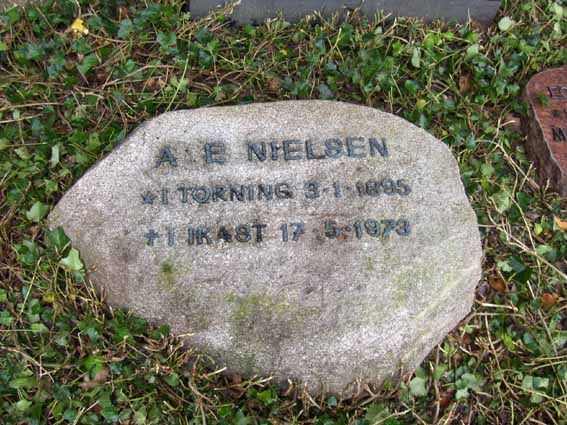 A E NIELSEN
* I TORNING 3-1-1895
† I IKAST 17-5-1973